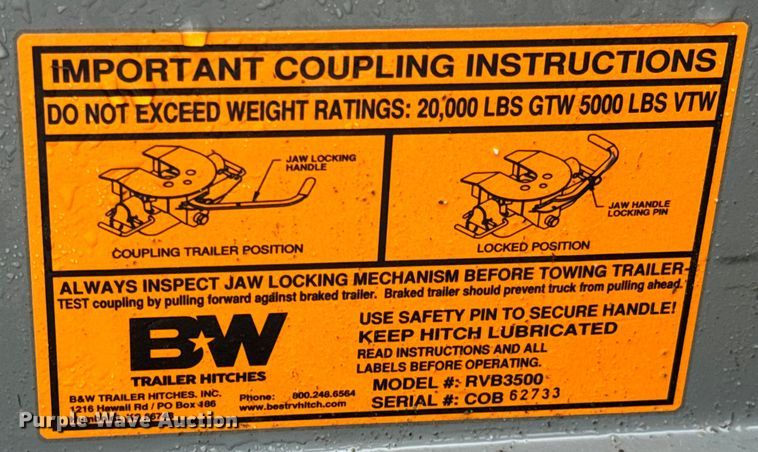 IMPORTANT COUPLING INSTRUCTIONS
DO NOT EXCEED WEIGHT RATINGS: 20,000 LBS GTW 5000 LBS VTW
JAW LOCKING
HANDLE
COUPLING TRAILER POSITION
JAW HANDLE
LOCKING PIN
LOCKED POSITION
ALWAYS INSPECT JAW LOCKING MECHANISM BEFORE TOWING TRAILER-
TEST coupling by pulling forward against braked trailer. Braked trailer should prevent truck from pulling ahead.
B&W
TRAILER HITCHES
B&W TRAILER HITCHES, INC.
1216 Hawaii Rd / PO Box 186
Phone: 800.248.6564
www.bestrvhitch.com
USE SAFETY PIN TO SECURE HANDLE!
KEEP HITCH LUBRICATED
READ INSTRUCTIONS AND ALL
LABELS BEFORE OPERATING.
MODEL #: RVB3500
SERIAL #: COB 62733
Purple Wave Auction